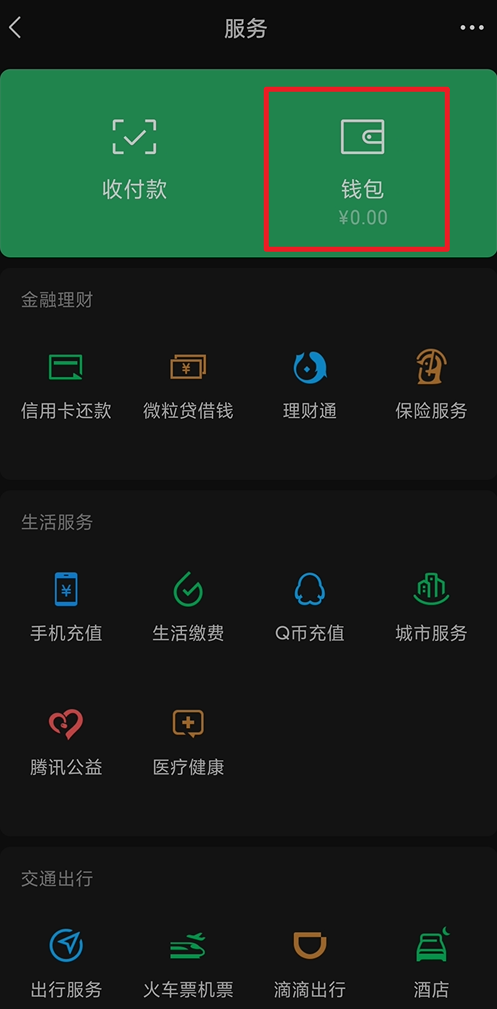 服务
收付款
钱包
¥0.00
金融理财
信用卡还款
微粒贷借钱
理财通
保险服务
生活服务
手机充值
生活缴费
Q币充值
城市服务
腾讯公益
医疗健康
交通出行
出行服务
火车票机票
滴滴出行
酒店